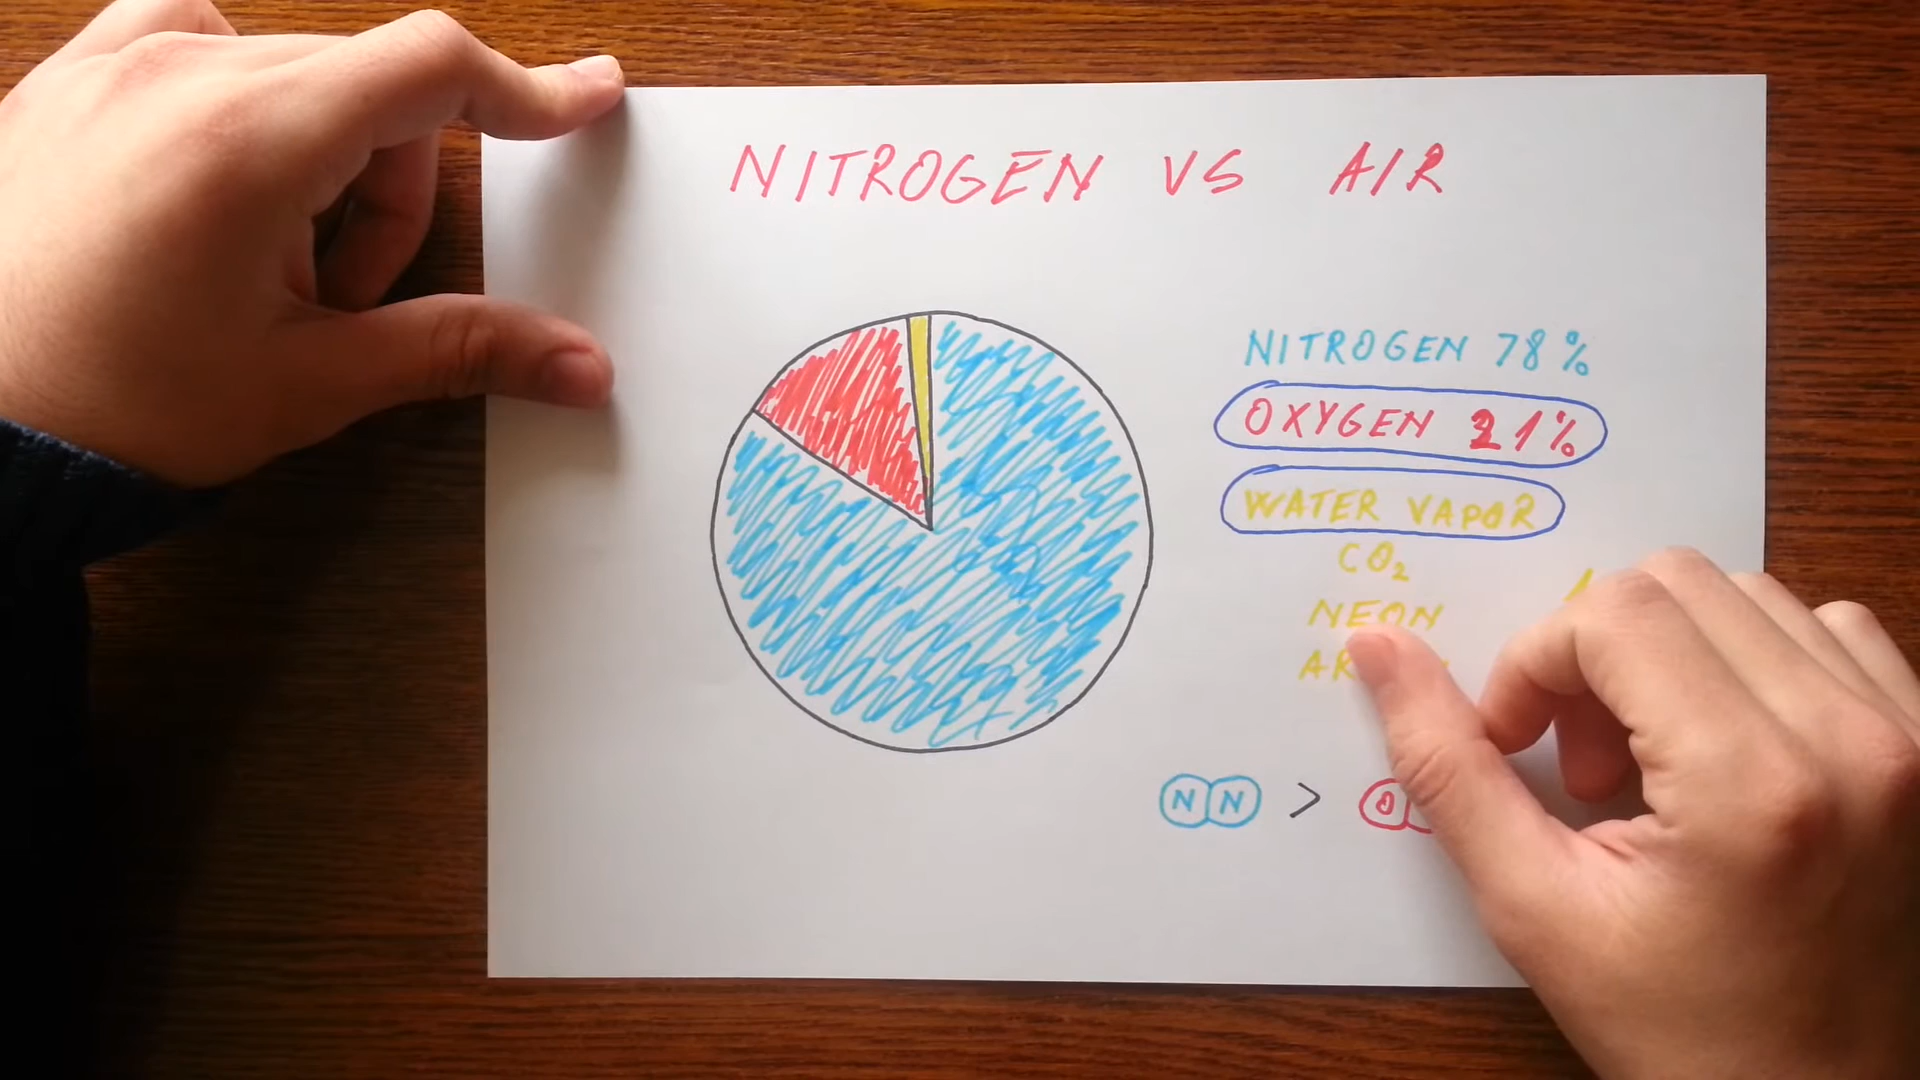 NITROGEN VS AIR
NITROGEN 78%
OXYGEN 21%
WATER VAPOR
CO₂
NEON
N N > O